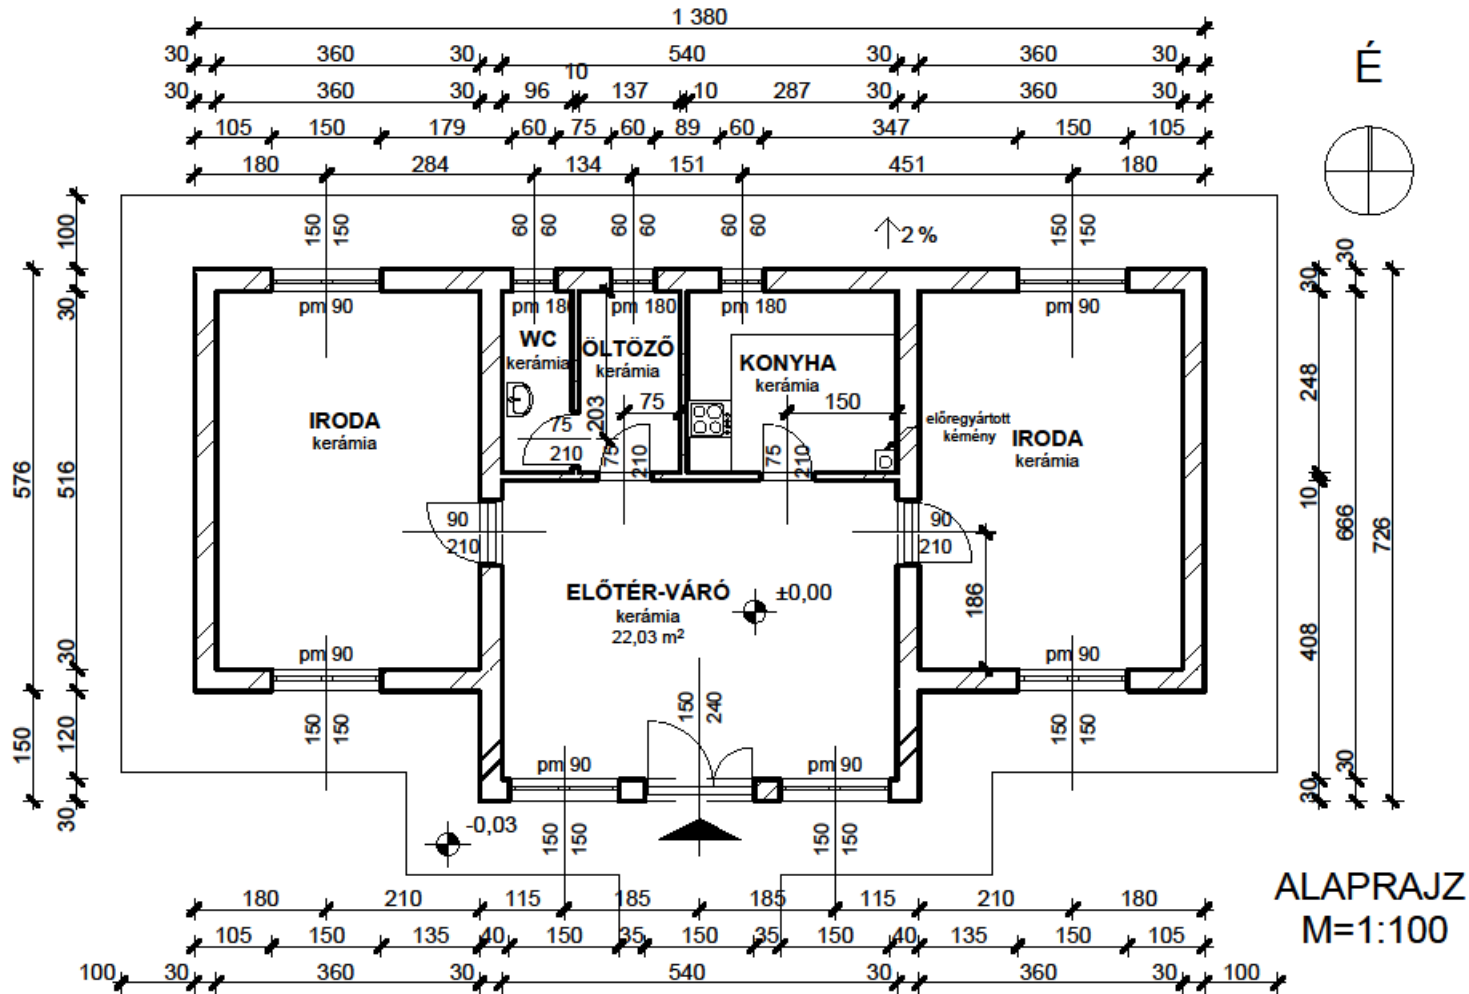 1 380
30 360 30 540 30 360 30
10
30 360 30 96 137 10 287 30 360 30
105 150 179 60 75 60 89 60 347 150 105
180 284 134 151 451 180
É
100
150 150 60 60 60 60 60 60 2 % 150 150
30
30
30
pm 90 pm 180 pm 180 pm 180 pm 90
WC
kerámia
ÖLTÖZŐ
kerámia
KONYHA
kerámia
248
75 150
203
IRODA
kerámia
előregyártott
kémény
IRODA
kerámia
75
210
75
210
75
210
576
516
10
666
726
90
210
90
210
ELŐTÉR-VÁRÓ
kerámia
22,03 m²
±0,00
186
408
30
pm 90 pm 90
150 150 150 240 150 150
150
120
pm 90 pm 90
30
30
30
-0,03
150 150 150 150
180 210 115 185 185 115 210 180
105 150 135 40 150 35 150 35 150 40 135 150 105
100 30 360 30 540 30 360 30 100
ALAPRAJZ
M=1:100